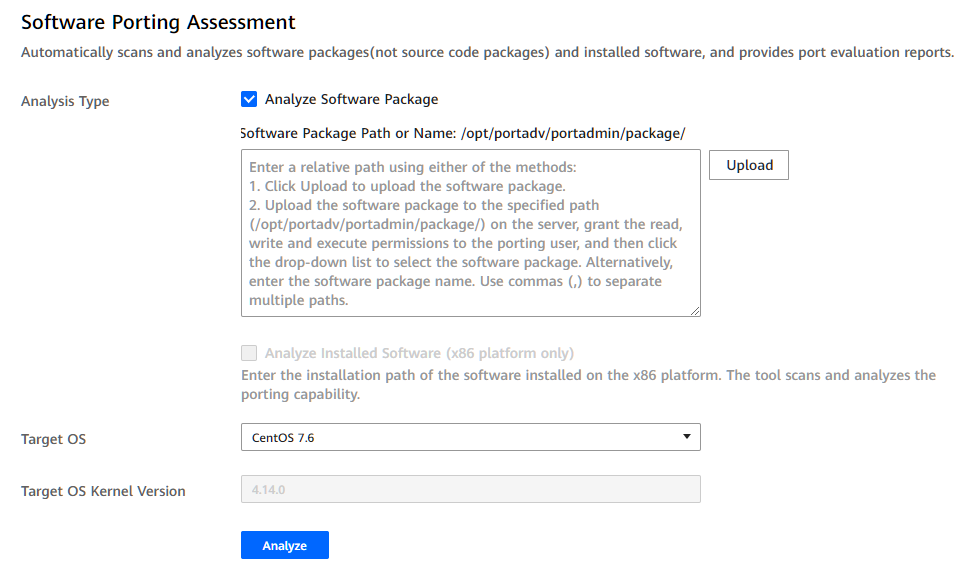 Software Porting Assessment
Automatically scans and analyzes software packages(not source code packages) and installed software, and provides port evaluation reports.
Analysis Type
Analyze Software Package
Software Package Path or Name: /opt/portadv/portadmin/package/
Enter a relative path using either of the methods:
1. Click Upload to upload the software package.
2. Upload the software package to the specified path
(/opt/portadv/portadmin/package/) on the server, grant the read,
write and execute permissions to the porting user, and then click
the drop-down list to select the software package. Alternatively,
enter the software package name. Use commas (,) to separate
multiple paths.
Upload
Analyze Installed Software (x86 platform only)
Enter the installation path of the software installed on the x86 platform. The tool scans and analyzes the
porting capability.
Target OS
CentOS 7.6
Target OS Kernel Version
4.14.0
Analyze